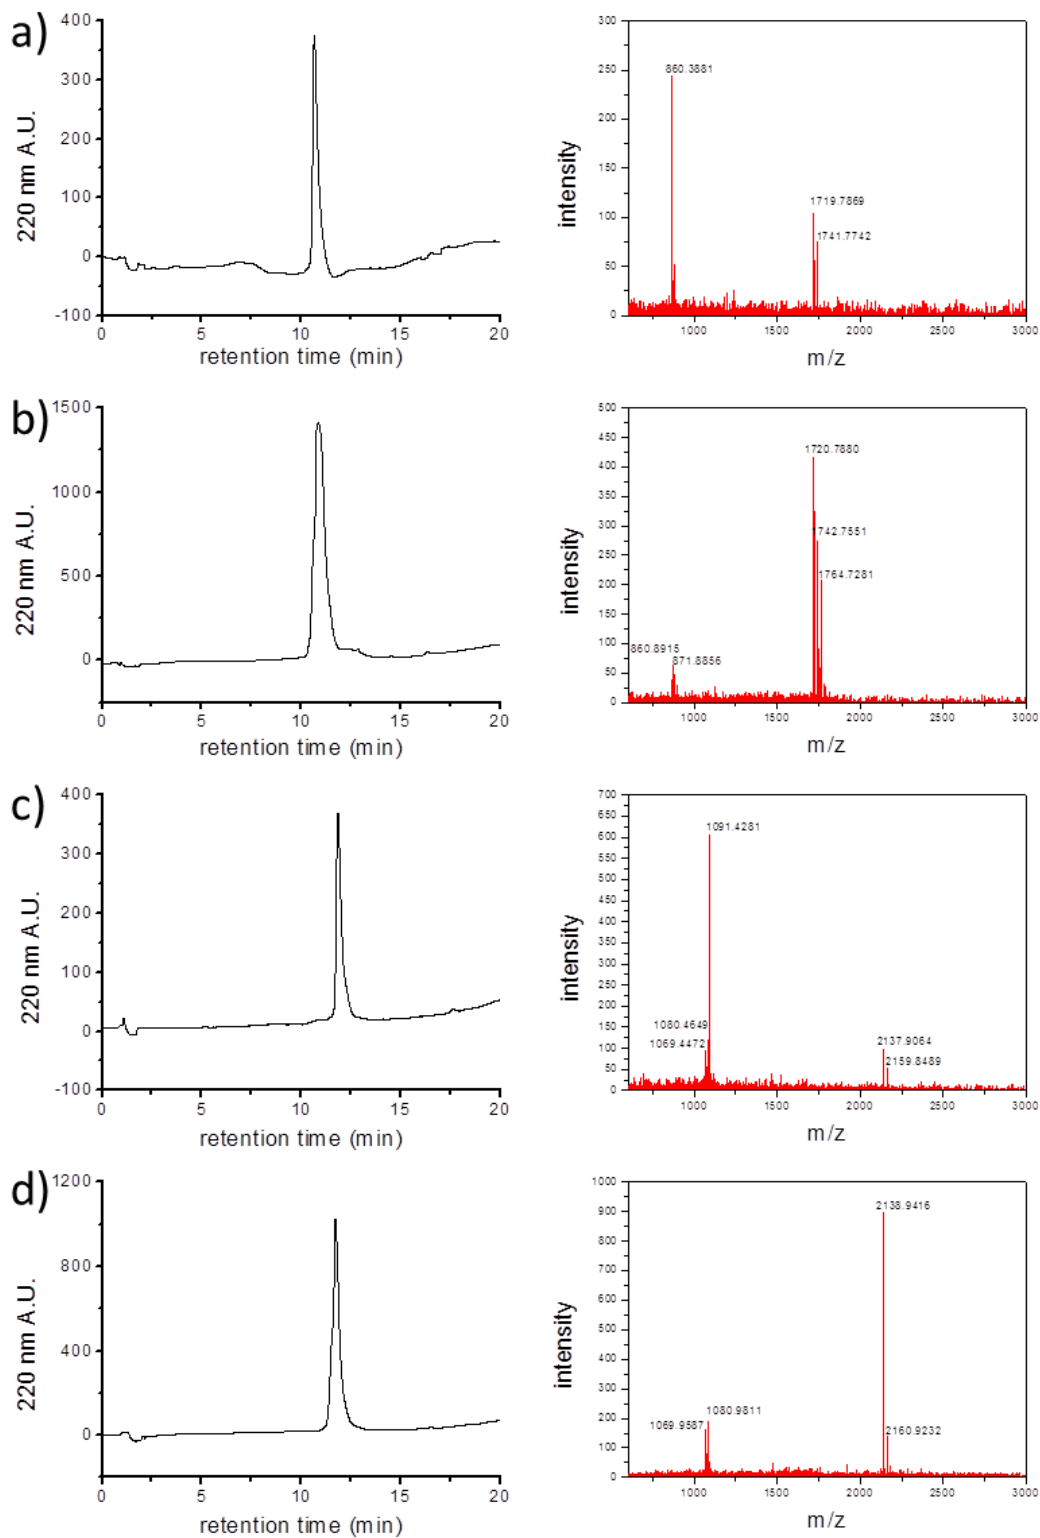 a)
400
300
200
100
0
-100
220 nm A.U.
0 5 10 15 20
retention time (min)
300
250
200
150
100
50
0
intensity
860.3881
1719.7869
1741.7742
1000 1500 2000 2500 3000
m/z
b)
1500
1000
500
0
220 nm A.U.
0 5 10 15 20
retention time (min)
500
450
400
350
300
250
200
150
100
50
0
intensity
1720.7880
1742.7551
1764.7281
860.8915
871.8856
1000 1500 2000 2500 3000
m/z
c)
400
300
200
100
0
-100
220 nm A.U.
0 5 10 15 20
retention time (min)
700
650
600
550
500
450
400
350
300
250
200
150
100
50
0
intensity
1091.4281
1080.4649
1069.4472
2137.9064
2159.8489
1000 1500 2000 2500 3000
m/z
d)
1200
800
400
0
220 nm A.U.
0 5 10 15 20
retention time (min)
1000
900
800
700
600
500
400
300
200
100
0
intensity
2138.9416
1069.9587
1080.9811
2160.9232
1000 1500 2000 2500 3000
m/z